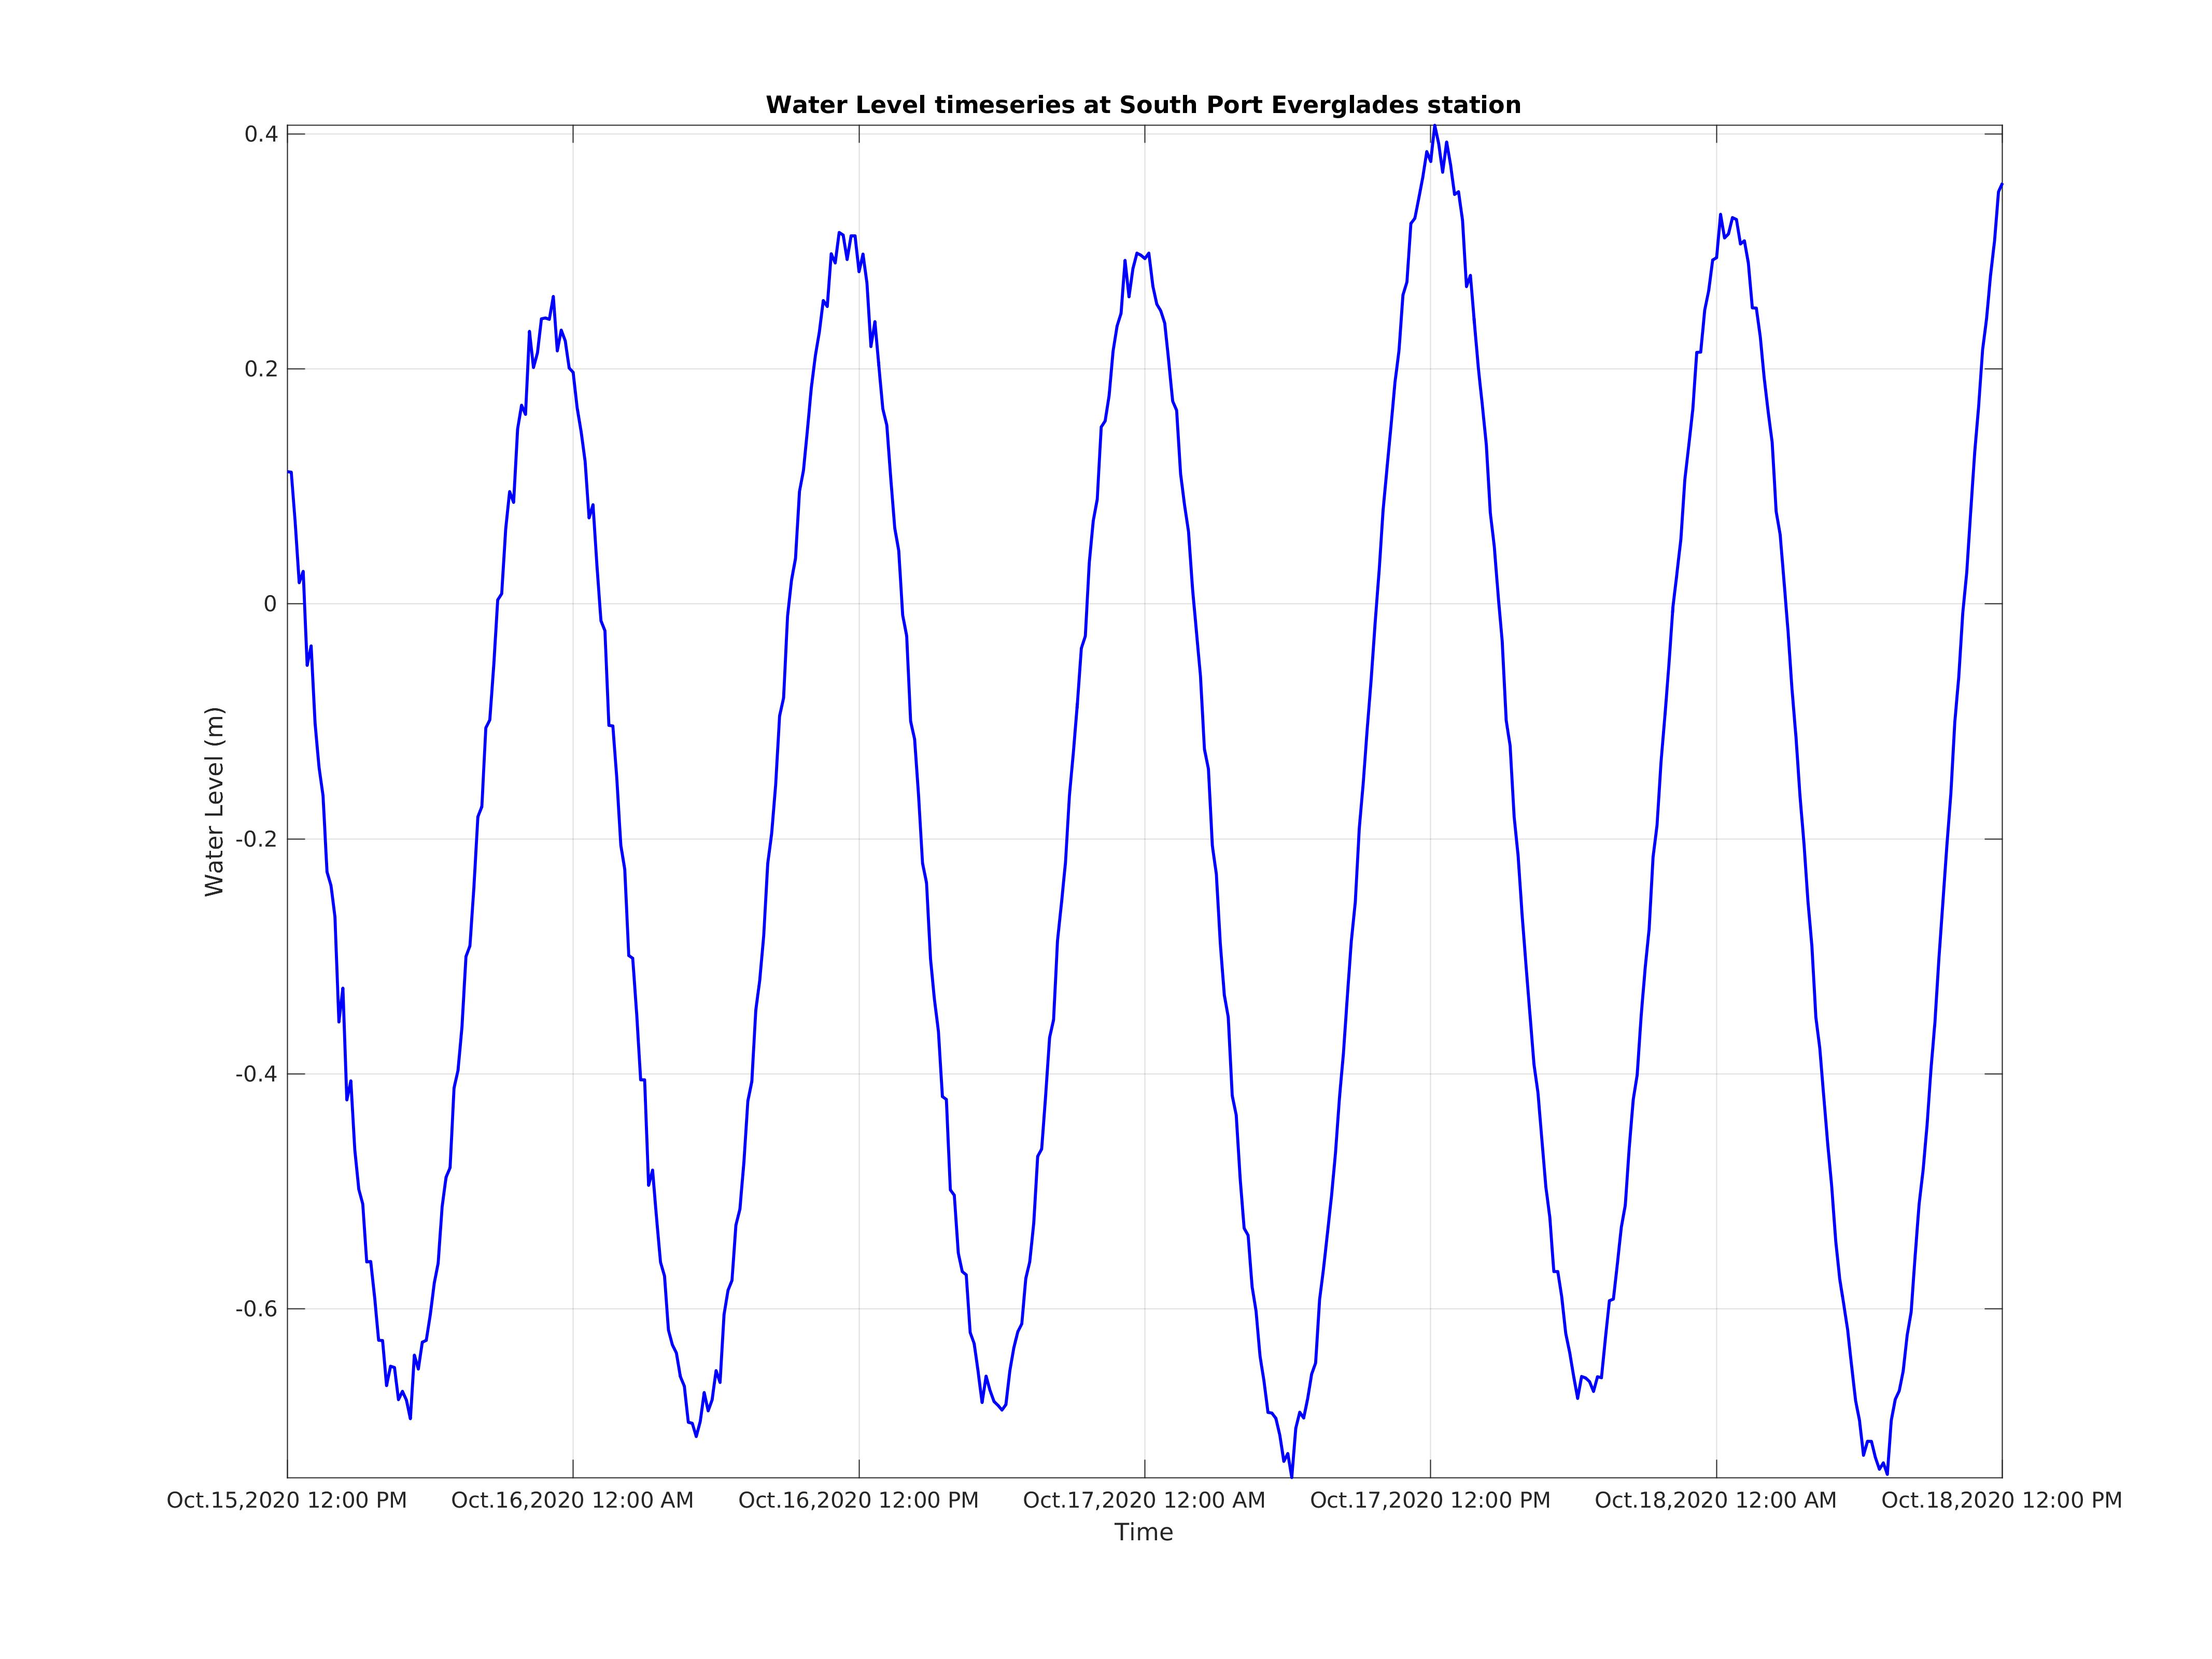 Water Level timeseries at South Port Everglades station
0.4
0.2
0
-0.2
-0.4
-0.6
Water Level (m)
Oct.15,2020 12:00 PM
Oct.16,2020 12:00 AM
Oct.16,2020 12:00 PM
Oct.17,2020 12:00 AM
Oct.17,2020 12:00 PM
Oct.18,2020 12:00 AM
Oct.18,2020 12:00 PM
Time